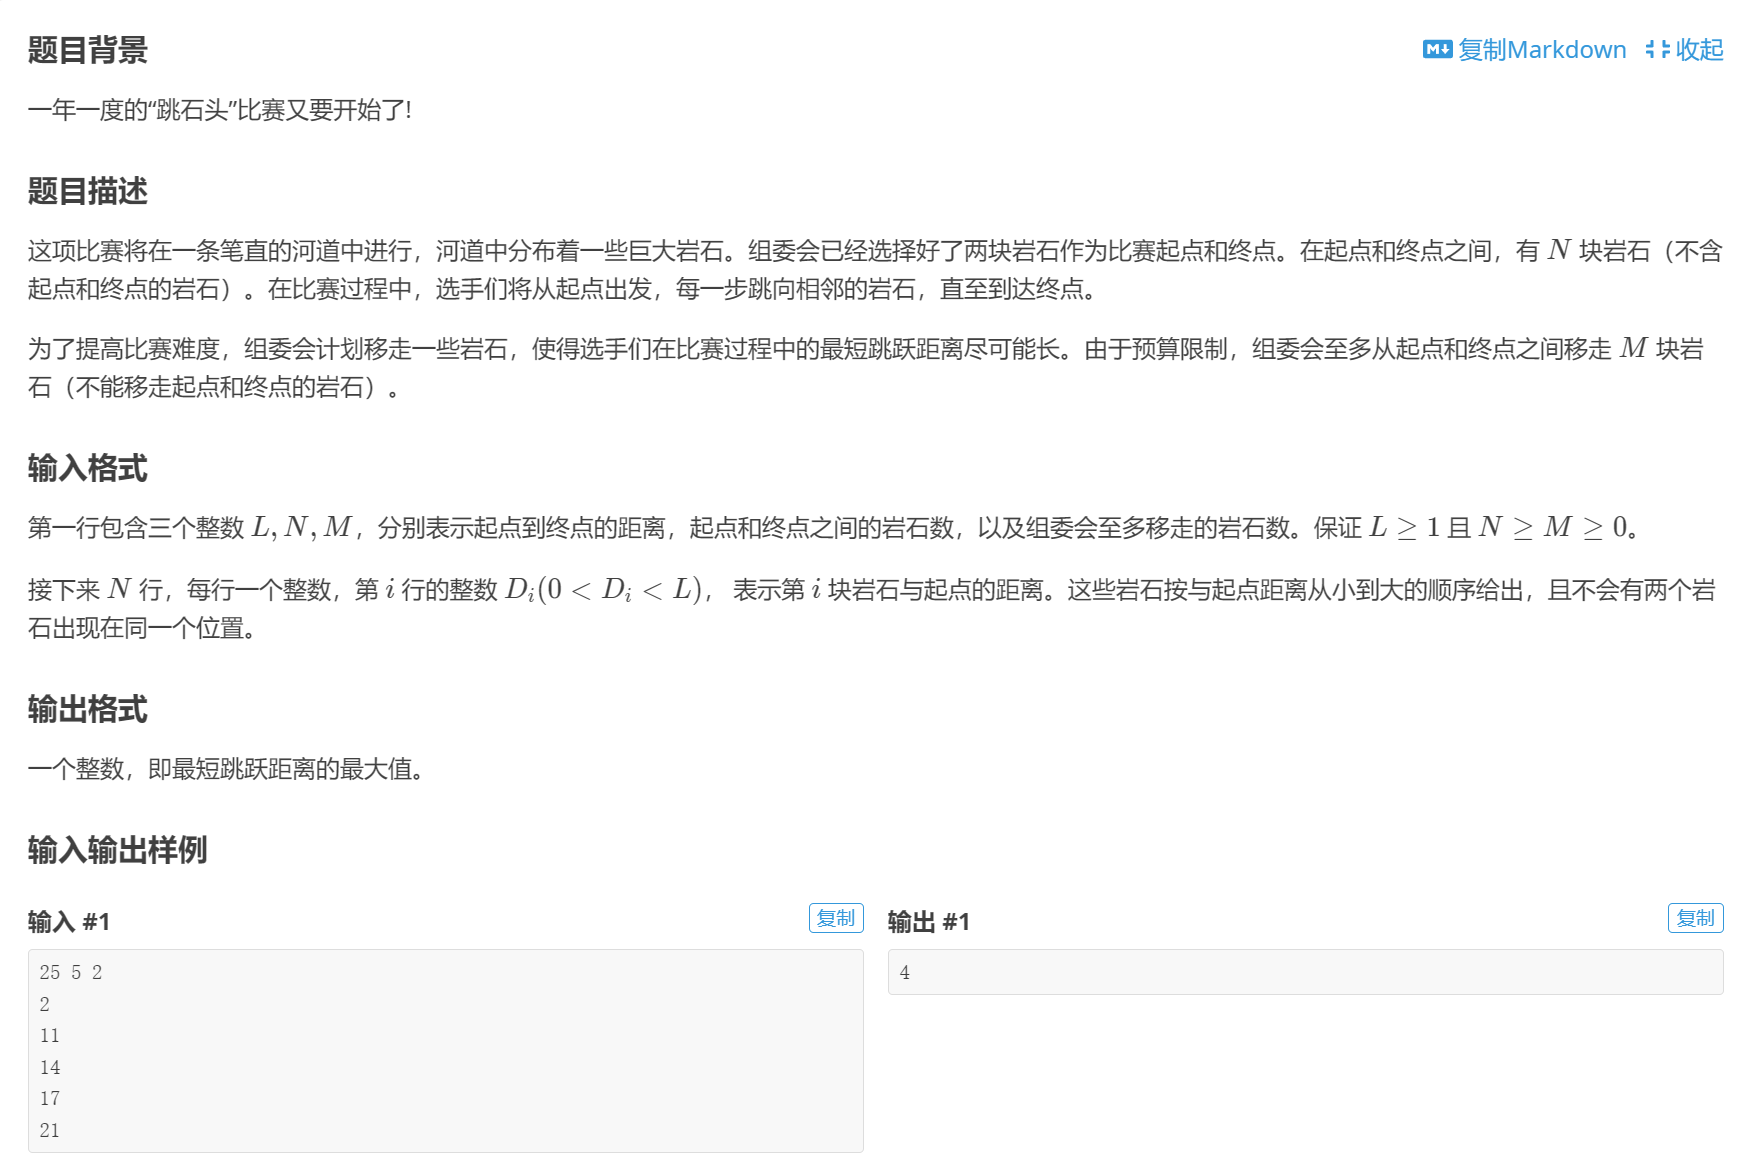 题目背景
复制Markdown 收起
一年一度的“跳石头”比赛又要开始了!
题目描述
这项比赛将在一条笔直的河道中进行，河道中分布着一些巨大岩石。组委会已经选择好了两块岩石作为比赛起点和终点。在起点和终点之间，有 N 块岩石（不含
起点和终点的岩石）。在比赛过程中，选手们将从起点出发，每一步跳向相邻的岩石，直至到达终点。
为了提高比赛难度，组委会计划移走一些岩石，使得选手们在比赛过程中的最短跳跃距离尽可能长。由于预算限制，组委会至多从起点和终点之间移走 M 块岩
石（不能移走起点和终点的岩石）。
输入格式
第一行包含三个整数 L, N, M，分别表示起点到终点的距离，起点和终点之间的岩石数，以及组委会至多移走的岩石数。保证 L ≥ 1 且 N ≥ M ≥ 0。
接下来 N 行，每行一个整数，第 i 行的整数 Dᵢ(0 < Dᵢ < L)， 表示第 i 块岩石与起点的距离。这些岩石按与起点距离从小到大的顺序给出，且不会有两个岩
石出现在同一个位置。
输出格式
一个整数，即最短跳跃距离的最大值。
输入输出样例
输入 #1
复制
25 5 2
2
11
14
17
21
输出 #1
复制
4